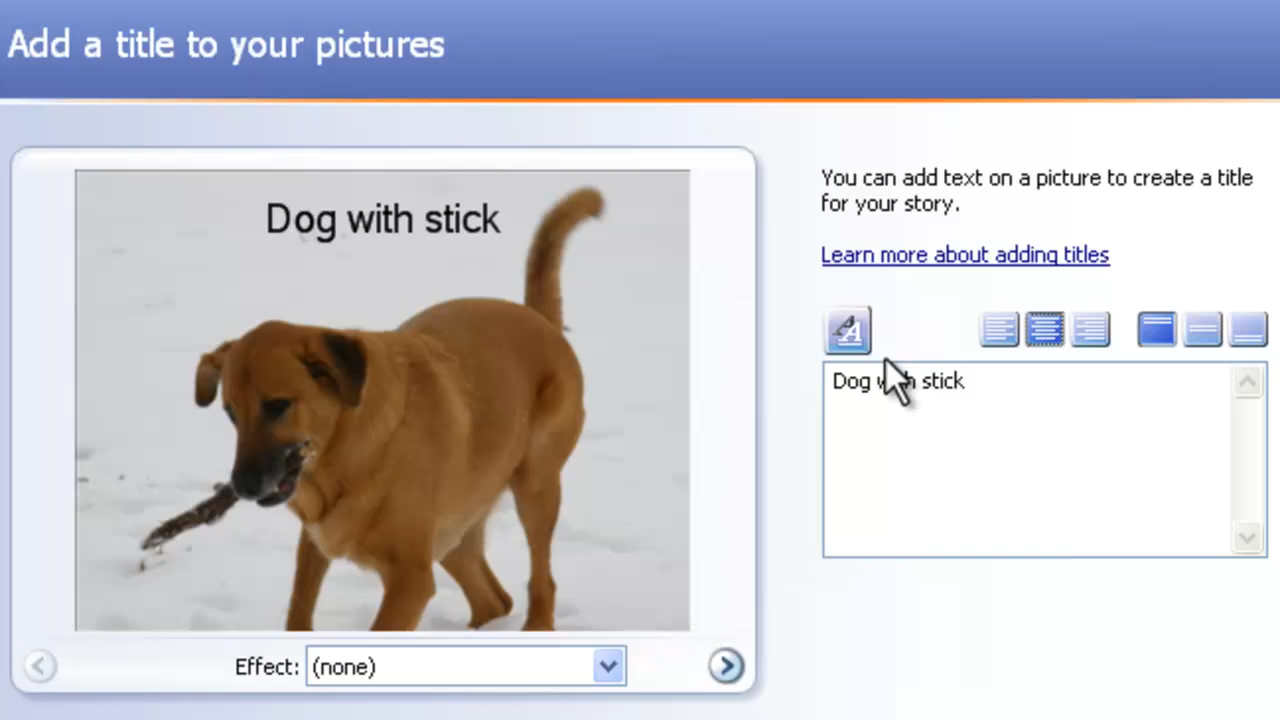 Add a title to your pictures
Dog with stick
Effect:
(none)
You can add text on a picture to create a title
for your story.
Learn more about adding titles
A
Dog with stick